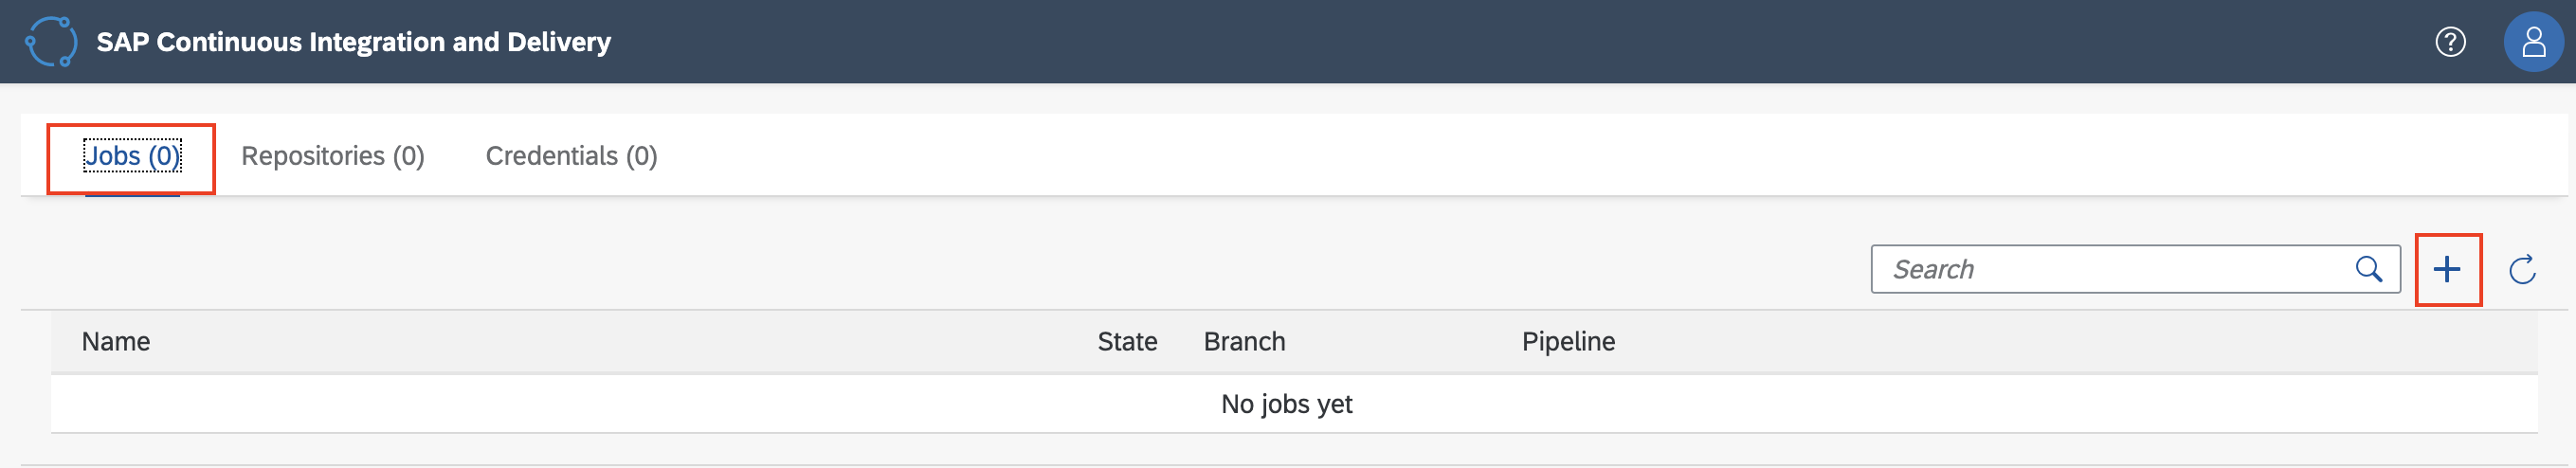 SAP Continuous Integration and Delivery
Jobs (0) Repositories (0) Credentials (0)
Search
Name State Branch Pipeline
No jobs yet